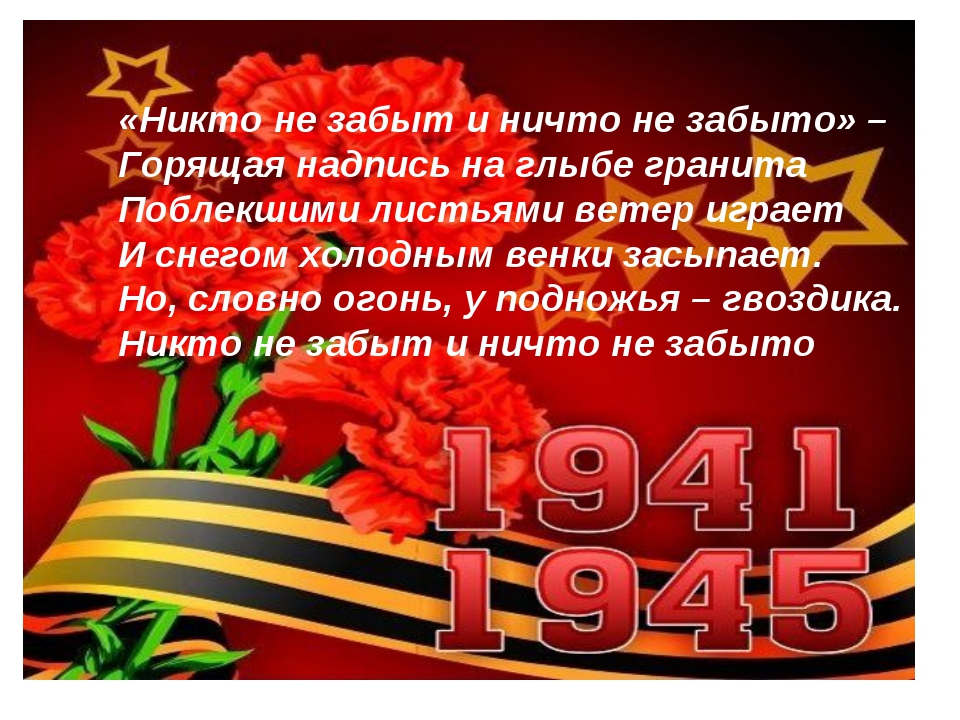 «Никто не забыт и ничто не забыто» –
Горящая надпись на глыбе гранита
Поблекшими листьями ветер играет
И снегом холодным венки засыпает.
Но, словно огонь, у подножья – гвоздика.
Никто не забыт и ничто не забыто
1941
1945